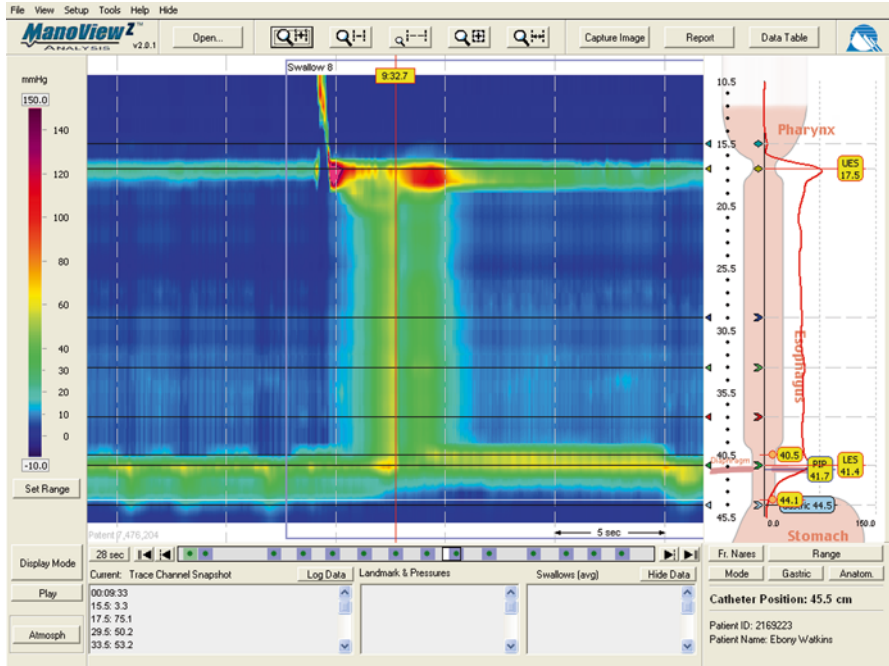 File View Setup Tools Help Hide
ManoView Z™
ANALYSIS v2.0.1
Open...
Capture Image
Report
Data Table
mmHg
150.0
140
120
100
80
60
40
30
20
10
0
-10.0
Set Range
Swallow 8
9:32.7
5 sec
Patent 7,476,204
10.5
15.5
20.5
25.5
30.5
35.5
40.5
45.5
Pharynx
UES
17.5
Esophagus
40.5
PIP
41.7
LES
41.4
44.1
44.5
0.0
150.0
Stomach
Display Mode
Play
Atmosph
28 sec
Current: Trace Channel Snapshot
Log Data
Landmark & Pressures
Swallows (avg)
Hide Data
00:09:33
15.5: 3.3
17.5: 75.1
29.5: 50.2
33.5: 53.2
Fr. Nares
Range
Mode
Gastric
Anatom.
Catheter Position: 45.5 cm
Patient ID: 2169223
Patient Name: Ebony Watkins